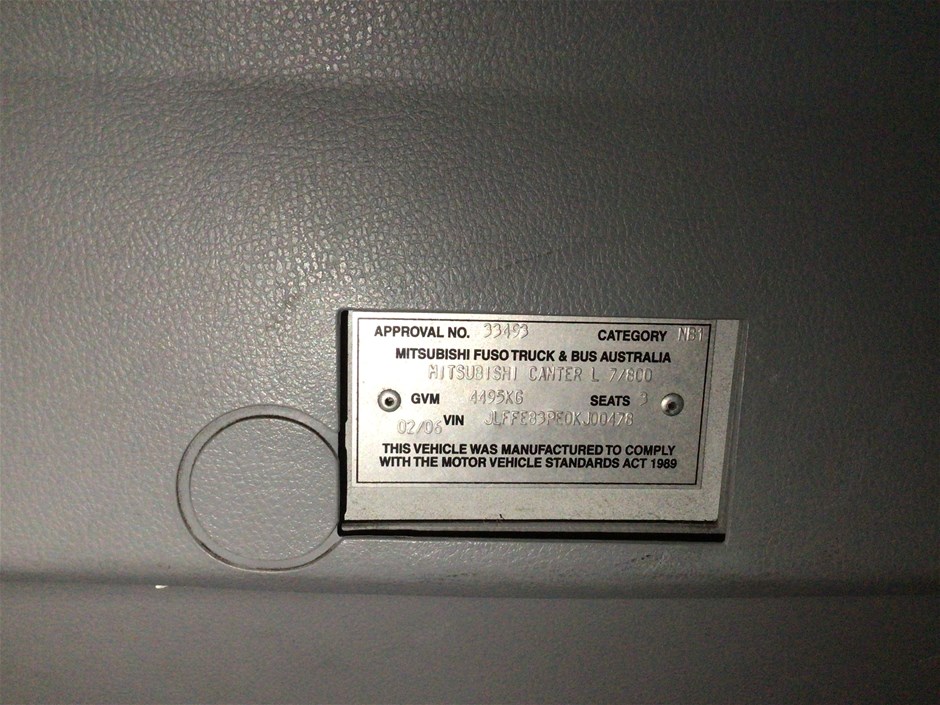 APPROVAL NO. 33493 CATEGORY NB1
MITSUBISHI FUSO TRUCK & BUS AUSTRALIA
MITSUBISHI CANTER L 7/800
GVM 4495KG SEATS 3
02/06 VIN JLFFE83PE0KJ00478
THIS VEHICLE WAS MANUFACTURED TO COMPLY
WITH THE MOTOR VEHICLE STANDARDS ACT 1989